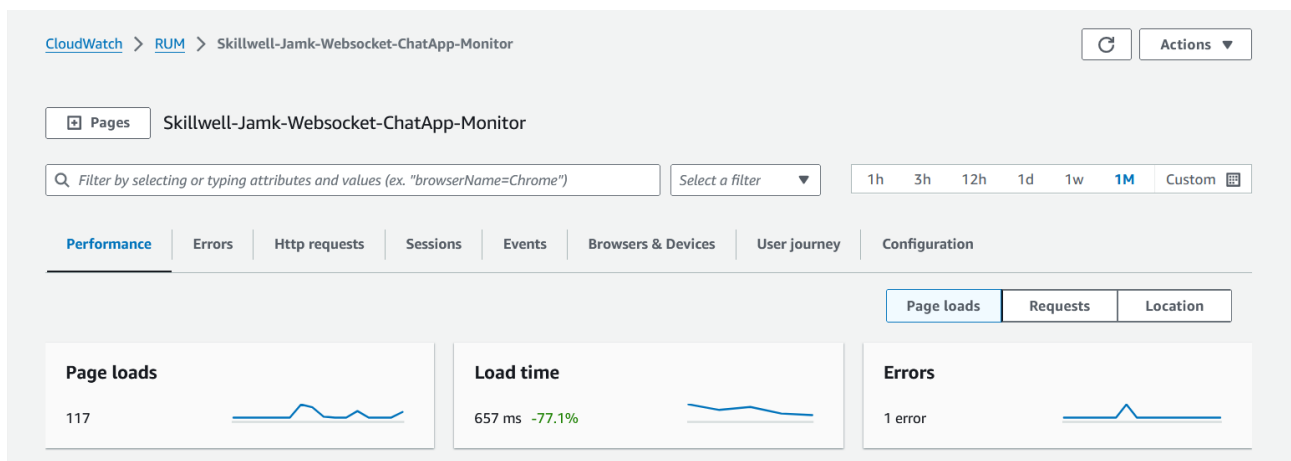 CloudWatch > RUM > Skillwell-Jamk-Websocket-ChatApp-Monitor
Actions
Pages Skillwell-Jamk-Websocket-ChatApp-Monitor
Filter by selecting or typing attributes and values (ex. "browserName=Chrome") Select a filter 1h 3h 12h 1d 1w 1M Custom
Performance Errors Http requests Sessions Events Browsers & Devices User journey Configuration
Page loads Requests Location
Page loads Load time Errors
117 657 ms -77.1% 1 error